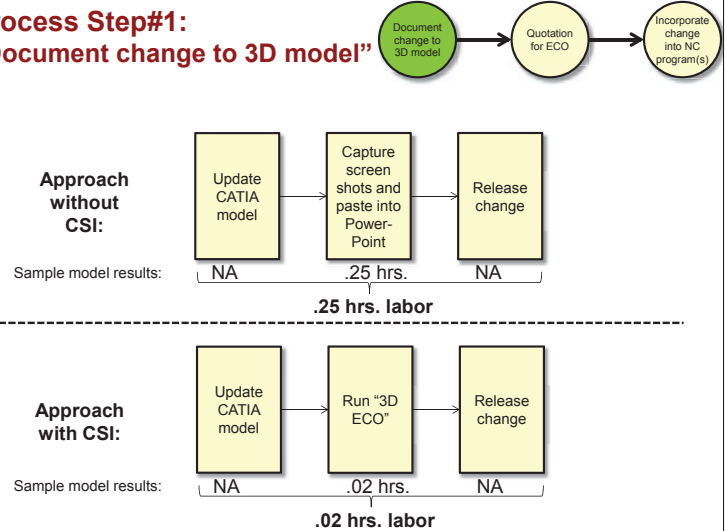 rocess Step#1:
Document change to 3D model”
Document
change to
3D model
Quotation
for ECO
Incorporate
change
into NC
program(s)
Approach
without
CSI:
Update
CATIA
model
Capture
screen
shots and
paste into
Power-
Point
Release
change
Sample model results:
NA
.25 hrs.
NA
.25 hrs. labor
Approach
with CSI:
Update
CATIA
model
Run “3D
ECO”
Release
change
Sample model results:
NA
.02 hrs.
NA
.02 hrs. labor